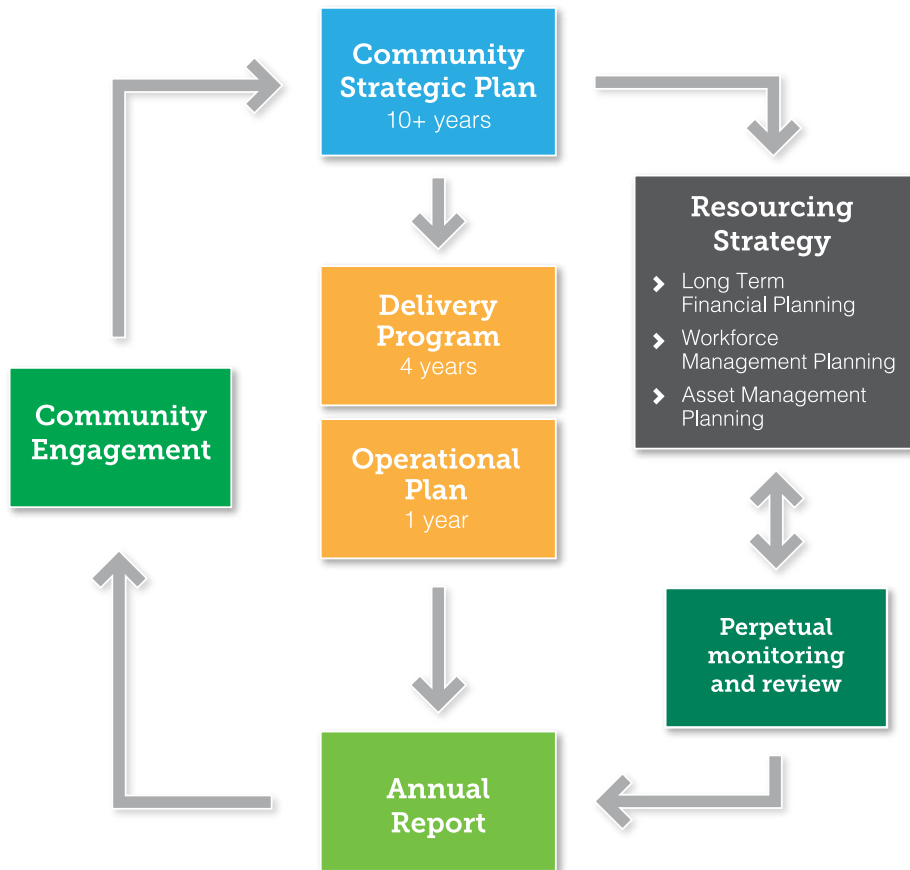 Community
Strategic Plan
10+ years
Resourcing
Strategy
Long Term
Financial Planning
Workforce
Management Planning
Asset Management
Planning
Delivery
Program
4 years
Community
Engagement
Operational
Plan
1 year
Perpetual
monitoring
and review
Annual
Report